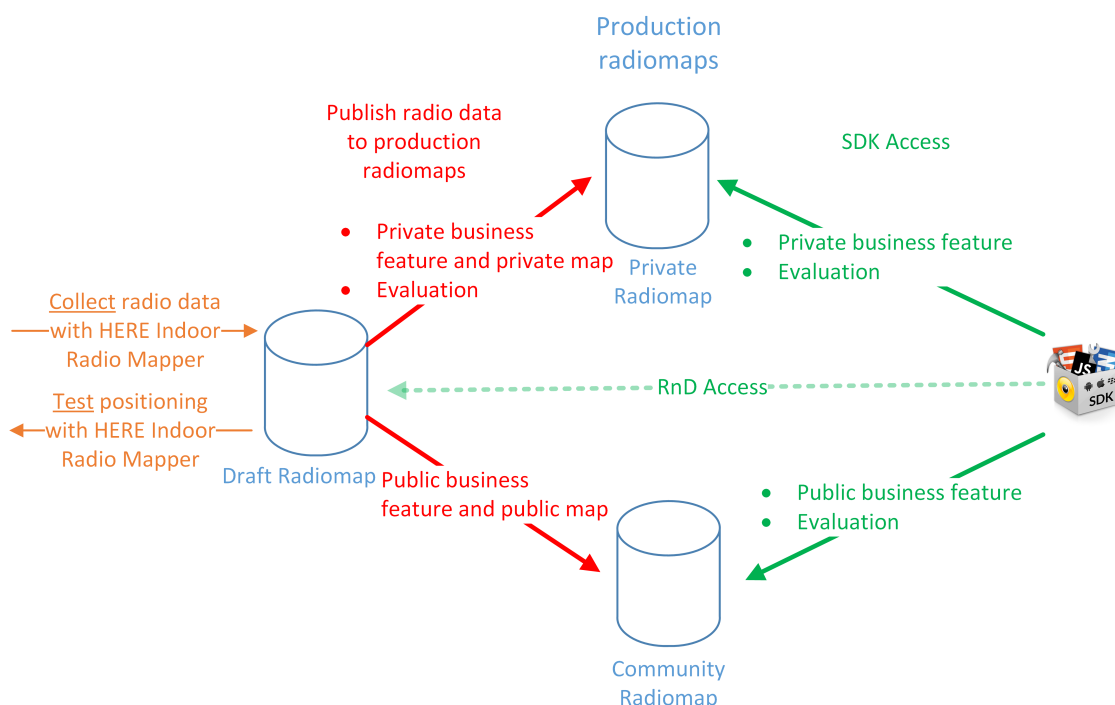 Production
radiomaps
Publish radio data
to production
radiomaps
SDK Access
• Private business
feature and private map
• Evaluation
• Private business feature
• Evaluation
Private
Radiomap
Collect radio data
with HERE Indoor
Radio Mapper
RnD Access
JS
SDK
Test positioning
with HERE Indoor
Radio Mapper
Draft Radiomap
Public business
feature and public map
• Public business feature
• Evaluation
Community
Radiomap